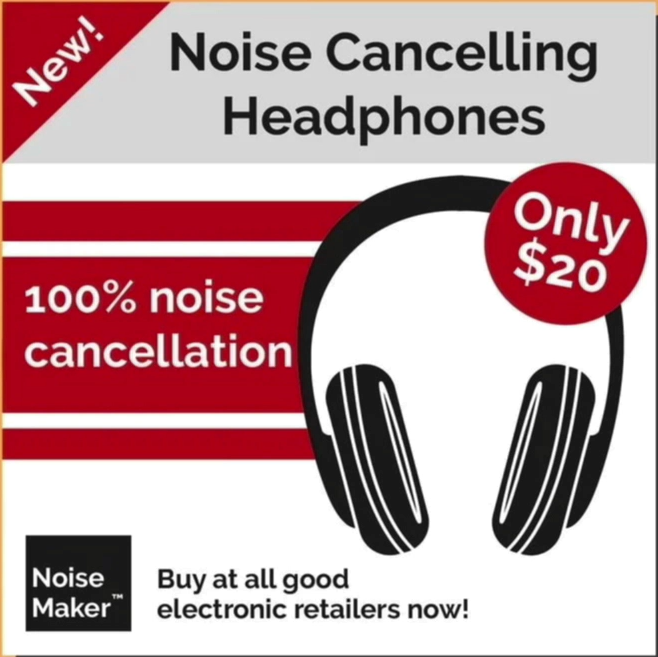 New!
Noise Cancelling
Headphones
Only
$20
100% noise
cancellation
Noise
Maker™
Buy at all good
electronic retailers now!